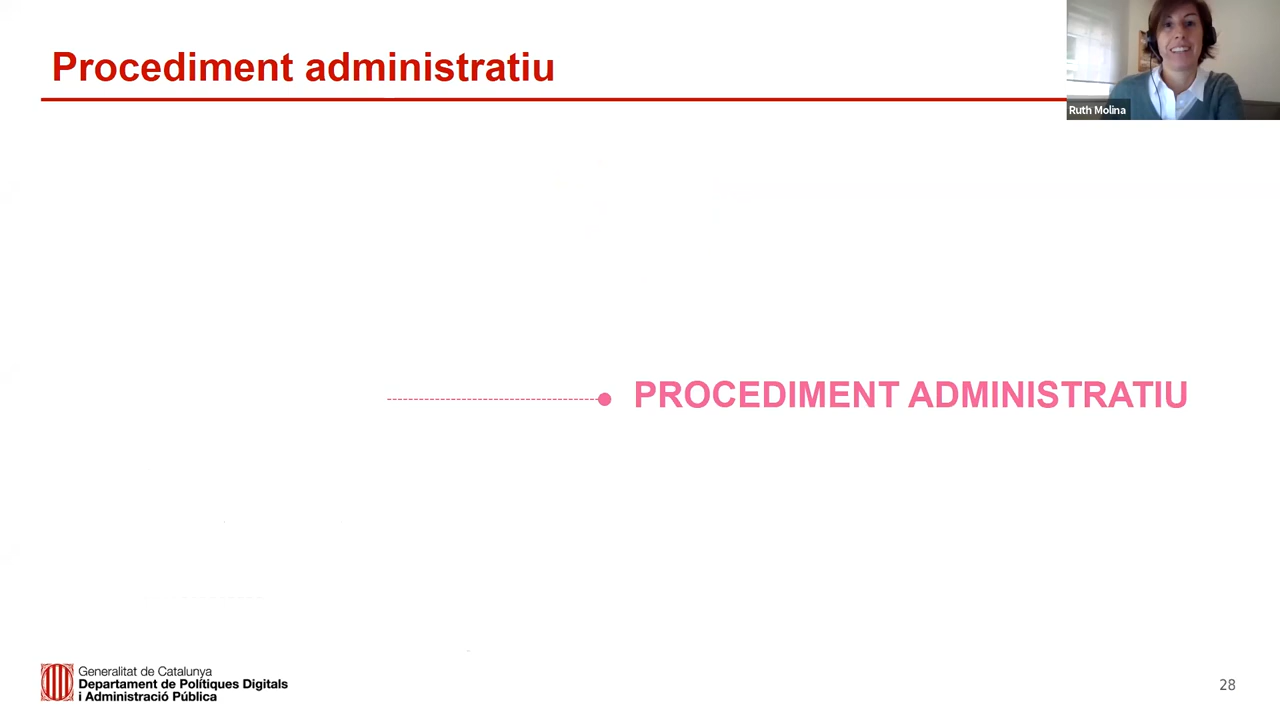 Procediment administratiu
Ruth Molina
PROCEDIMENT ADMINISTRATIU
Generalitat de Catalunya
Departament de Polítiques Digitals
i Administració Pública
28